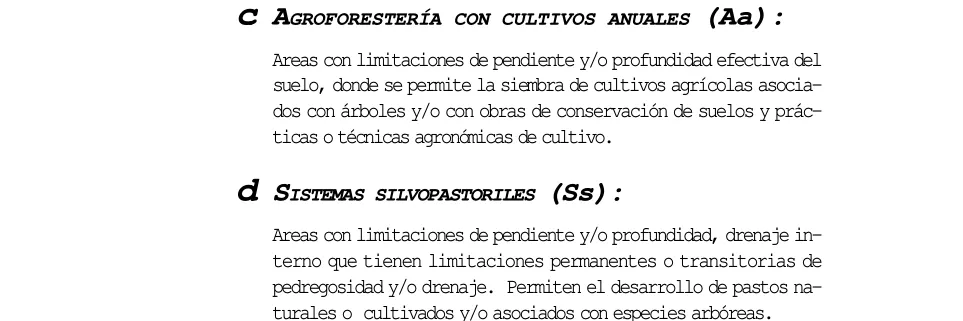 c AGROFORESTERÍA CON CULTIVOS ANUALES (Aa):
Areas con limitaciones de pendiente y/o profundidad efectiva del
suelo, donde se permite la siembra de cultivos agrícolas asocia-
dos con árboles y/o con obras de conservación de suelos y prác-
ticas o técnicas agronómicas de cultivo.
d SISTEMAS SILVOPASTORILES (Ss):
Areas con limitaciones de pendiente y/o profundidad, drenaje in-
terno que tienen limitaciones permanentes o transitorias de
pedregosidad y/o drenaje. Permiten el desarrollo de pastos na-
turales o cultivados y/o asociados con especies arbóreas.